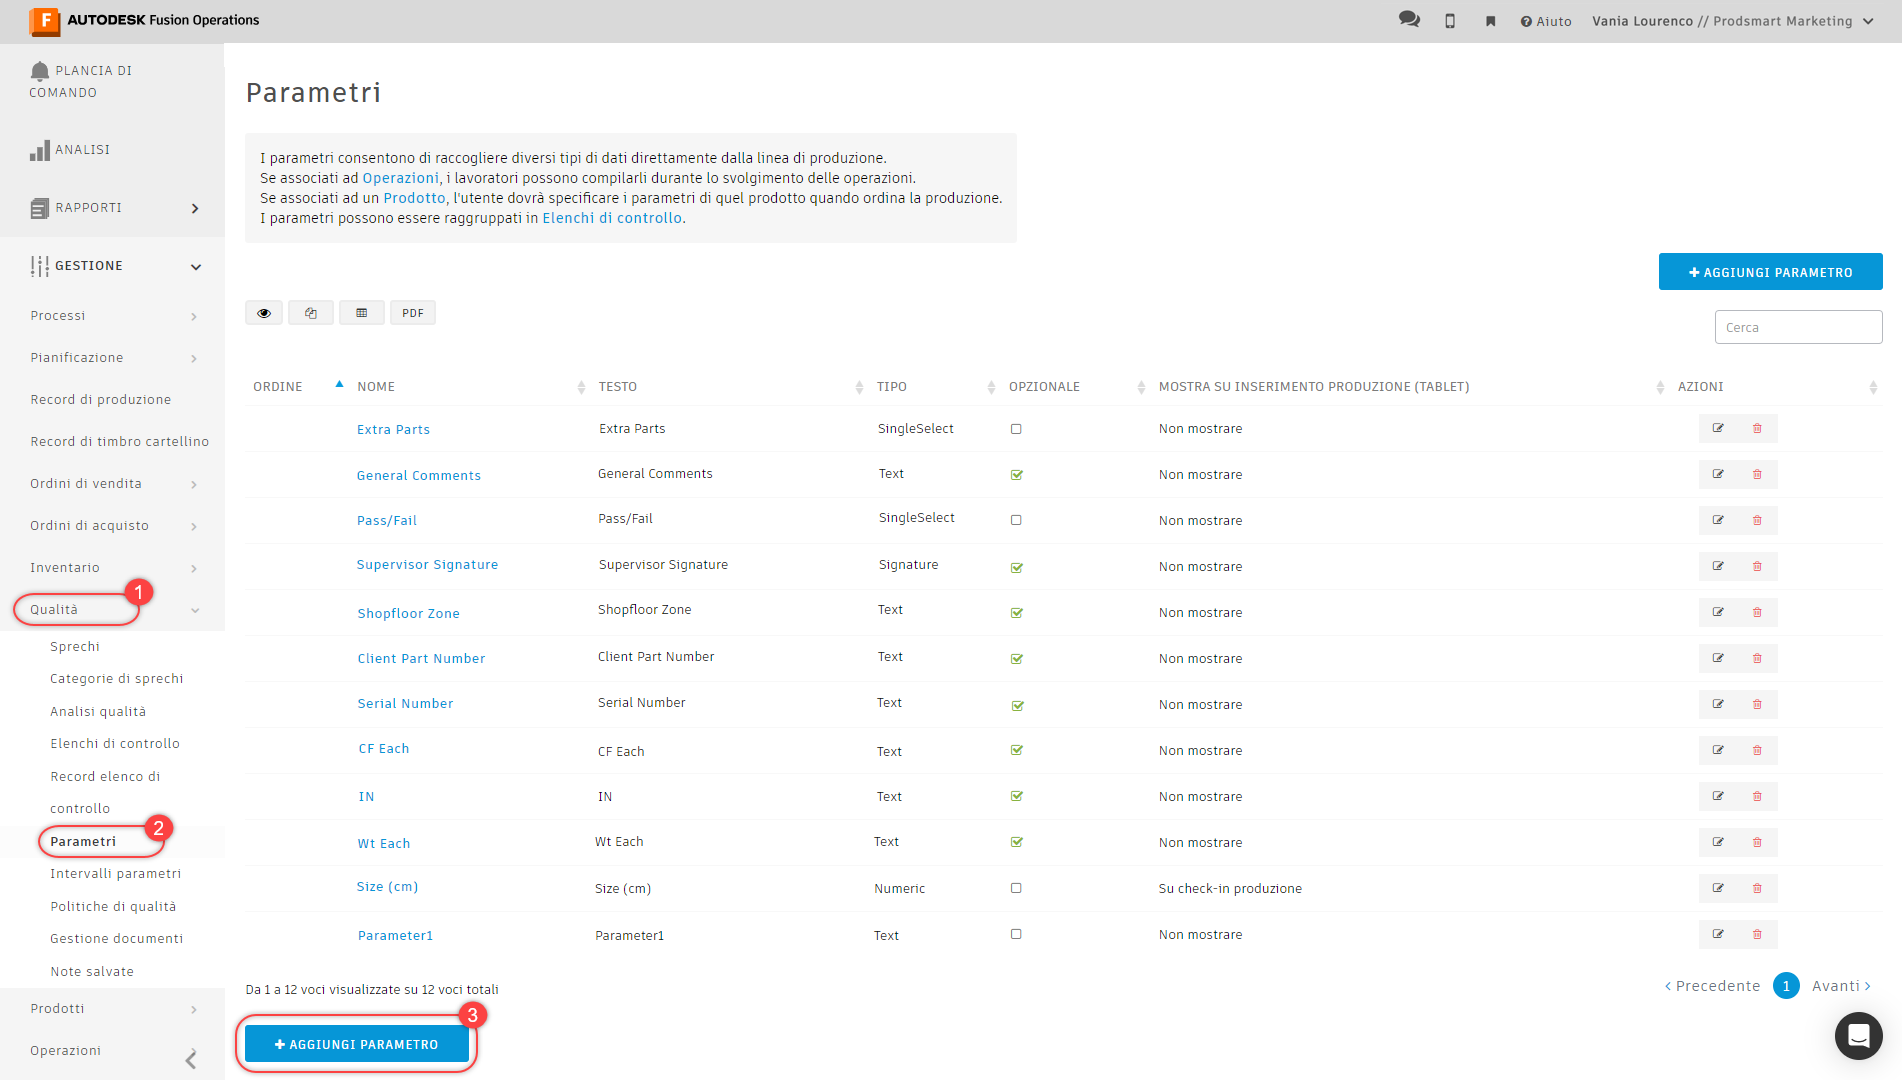 F AUTODESK Fusion Operations
Aiuto
Vania Lourenco // Prodsmart Marketing
PLANCIA DI
COMANDO
ANALISI
RAPPORTI
GESTIONE
Processi
Pianificazione
Record di produzione
Record di timbro cartellino
Ordini di vendita
Ordini di acquisto
Inventario
1
Qualità
Sprechi
Categorie di sprechi
Analisi qualità
Elenchi di controllo
Record elenco di
controllo
2
Parametri
Intervalli parametri
Politiche di qualità
Gestione documenti
Note salvate
Prodotti
Operazioni
Parametri
I parametri consentono di raccogliere diversi tipi di dati direttamente dalla linea di produzione.
Se associati ad Operazioni, i lavoratori possono compilarli durante lo svolgimento delle operazioni.
Se associati ad un Prodotto, l'utente dovrà specificare i parametri di quel prodotto quando ordina la produzione.
I parametri possono essere raggruppati in Elenchi di controllo.
+ AGGIUNGI PARAMETRO
PDF
Cerca
ORDINE NOME TESTO TIPO OPZIONALE MOSTRA SU INSERIMENTO PRODUZIONE (TABLET) AZIONI
Extra Parts Extra Parts SingleSelect Non mostrare
General Comments General Comments Text Non mostrare
Pass/Fail Pass/Fail SingleSelect Non mostrare
Supervisor Signature Supervisor Signature Signature Non mostrare
Shopfloor Zone Shopfloor Zone Text Non mostrare
Client Part Number Client Part Number Text Non mostrare
Serial Number Serial Number Text Non mostrare
CF Each CF Each Text Non mostrare
IN IN Text Non mostrare
Wt Each Wt Each Text Non mostrare
Size (cm) Size (cm) Numeric Su check-in produzione
Parameter1 Parameter1 Text Non mostrare
Da 1 a 12 voci visualizzate su 12 voci totali
< Precedente 1 Avanti >
3
+ AGGIUNGI PARAMETRO